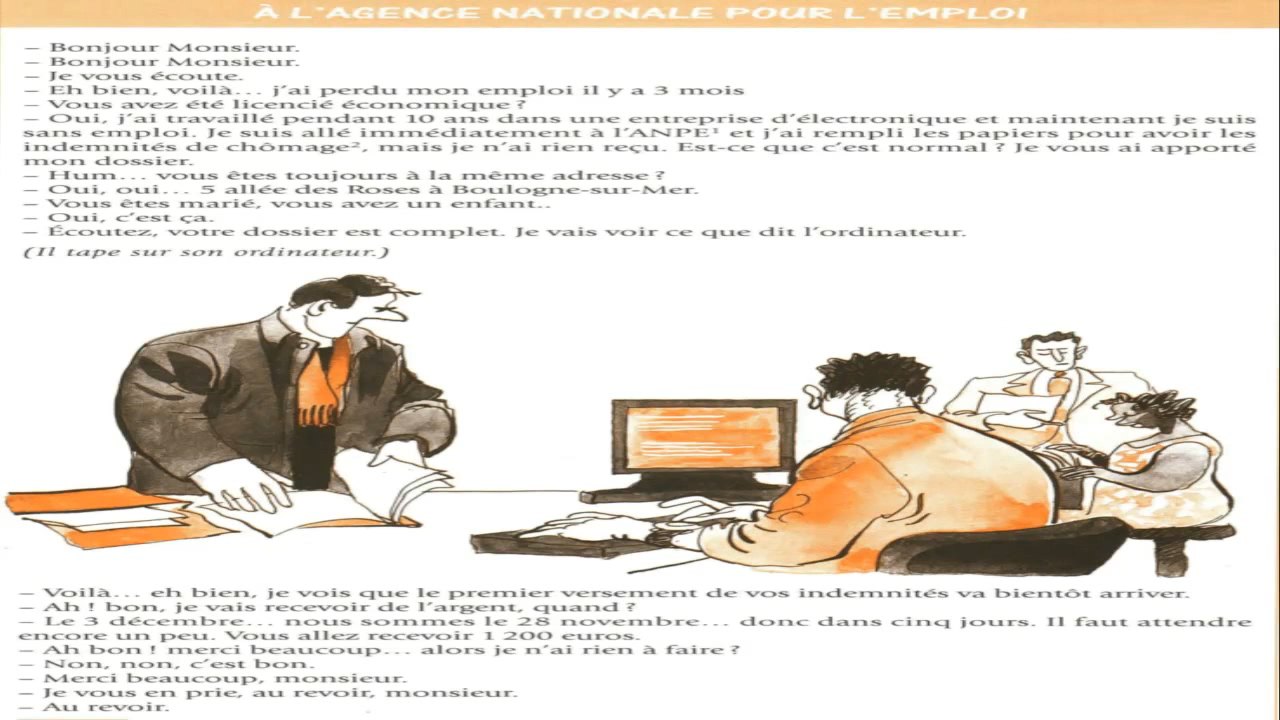 À L'AGENCE NATIONALE POUR L'EMPLOI
– Bonjour Monsieur.
– Bonjour Monsieur.
– Je vous écoute.
– Eh bien, voilà... j'ai perdu mon emploi il y a 3 mois
– Vous avez été licencié économique ?
– Oui, j'ai travaillé pendant 10 ans dans une entreprise d'électronique et maintenant je suis
sans emploi. Je suis allé immédiatement à l'ANPE¹ et j'ai rempli les papiers pour avoir les
indemnités de chômage², mais je n'ai rien reçu. Est-ce que c'est normal ? Je vous ai apporté
mon dossier.
– Hum... vous êtes toujours à la même adresse ?
– Oui, oui... 5 allée des Roses à Boulogne-sur-Mer.
– Vous êtes marié, vous avez un enfant..
– Oui, c'est ça.
– Écoutez, votre dossier est complet. Je vais voir ce que dit l'ordinateur.
(Il tape sur son ordinateur.)
– Voilà... eh bien, je vois que le premier versement de vos indemnités va bientôt arriver.
– Ah ! bon, je vais recevoir de l'argent, quand ?
– Le 3 décembre... nous sommes le 28 novembre... donc dans cinq jours. Il faut attendre
encore un peu. Vous allez recevoir 1 200 euros.
– Ah bon ! merci beaucoup... alors je n'ai rien à faire ?
– Non, non, c'est bon.
– Merci beaucoup, monsieur.
– Je vous en prie, au revoir, monsieur.
– Au revoir.